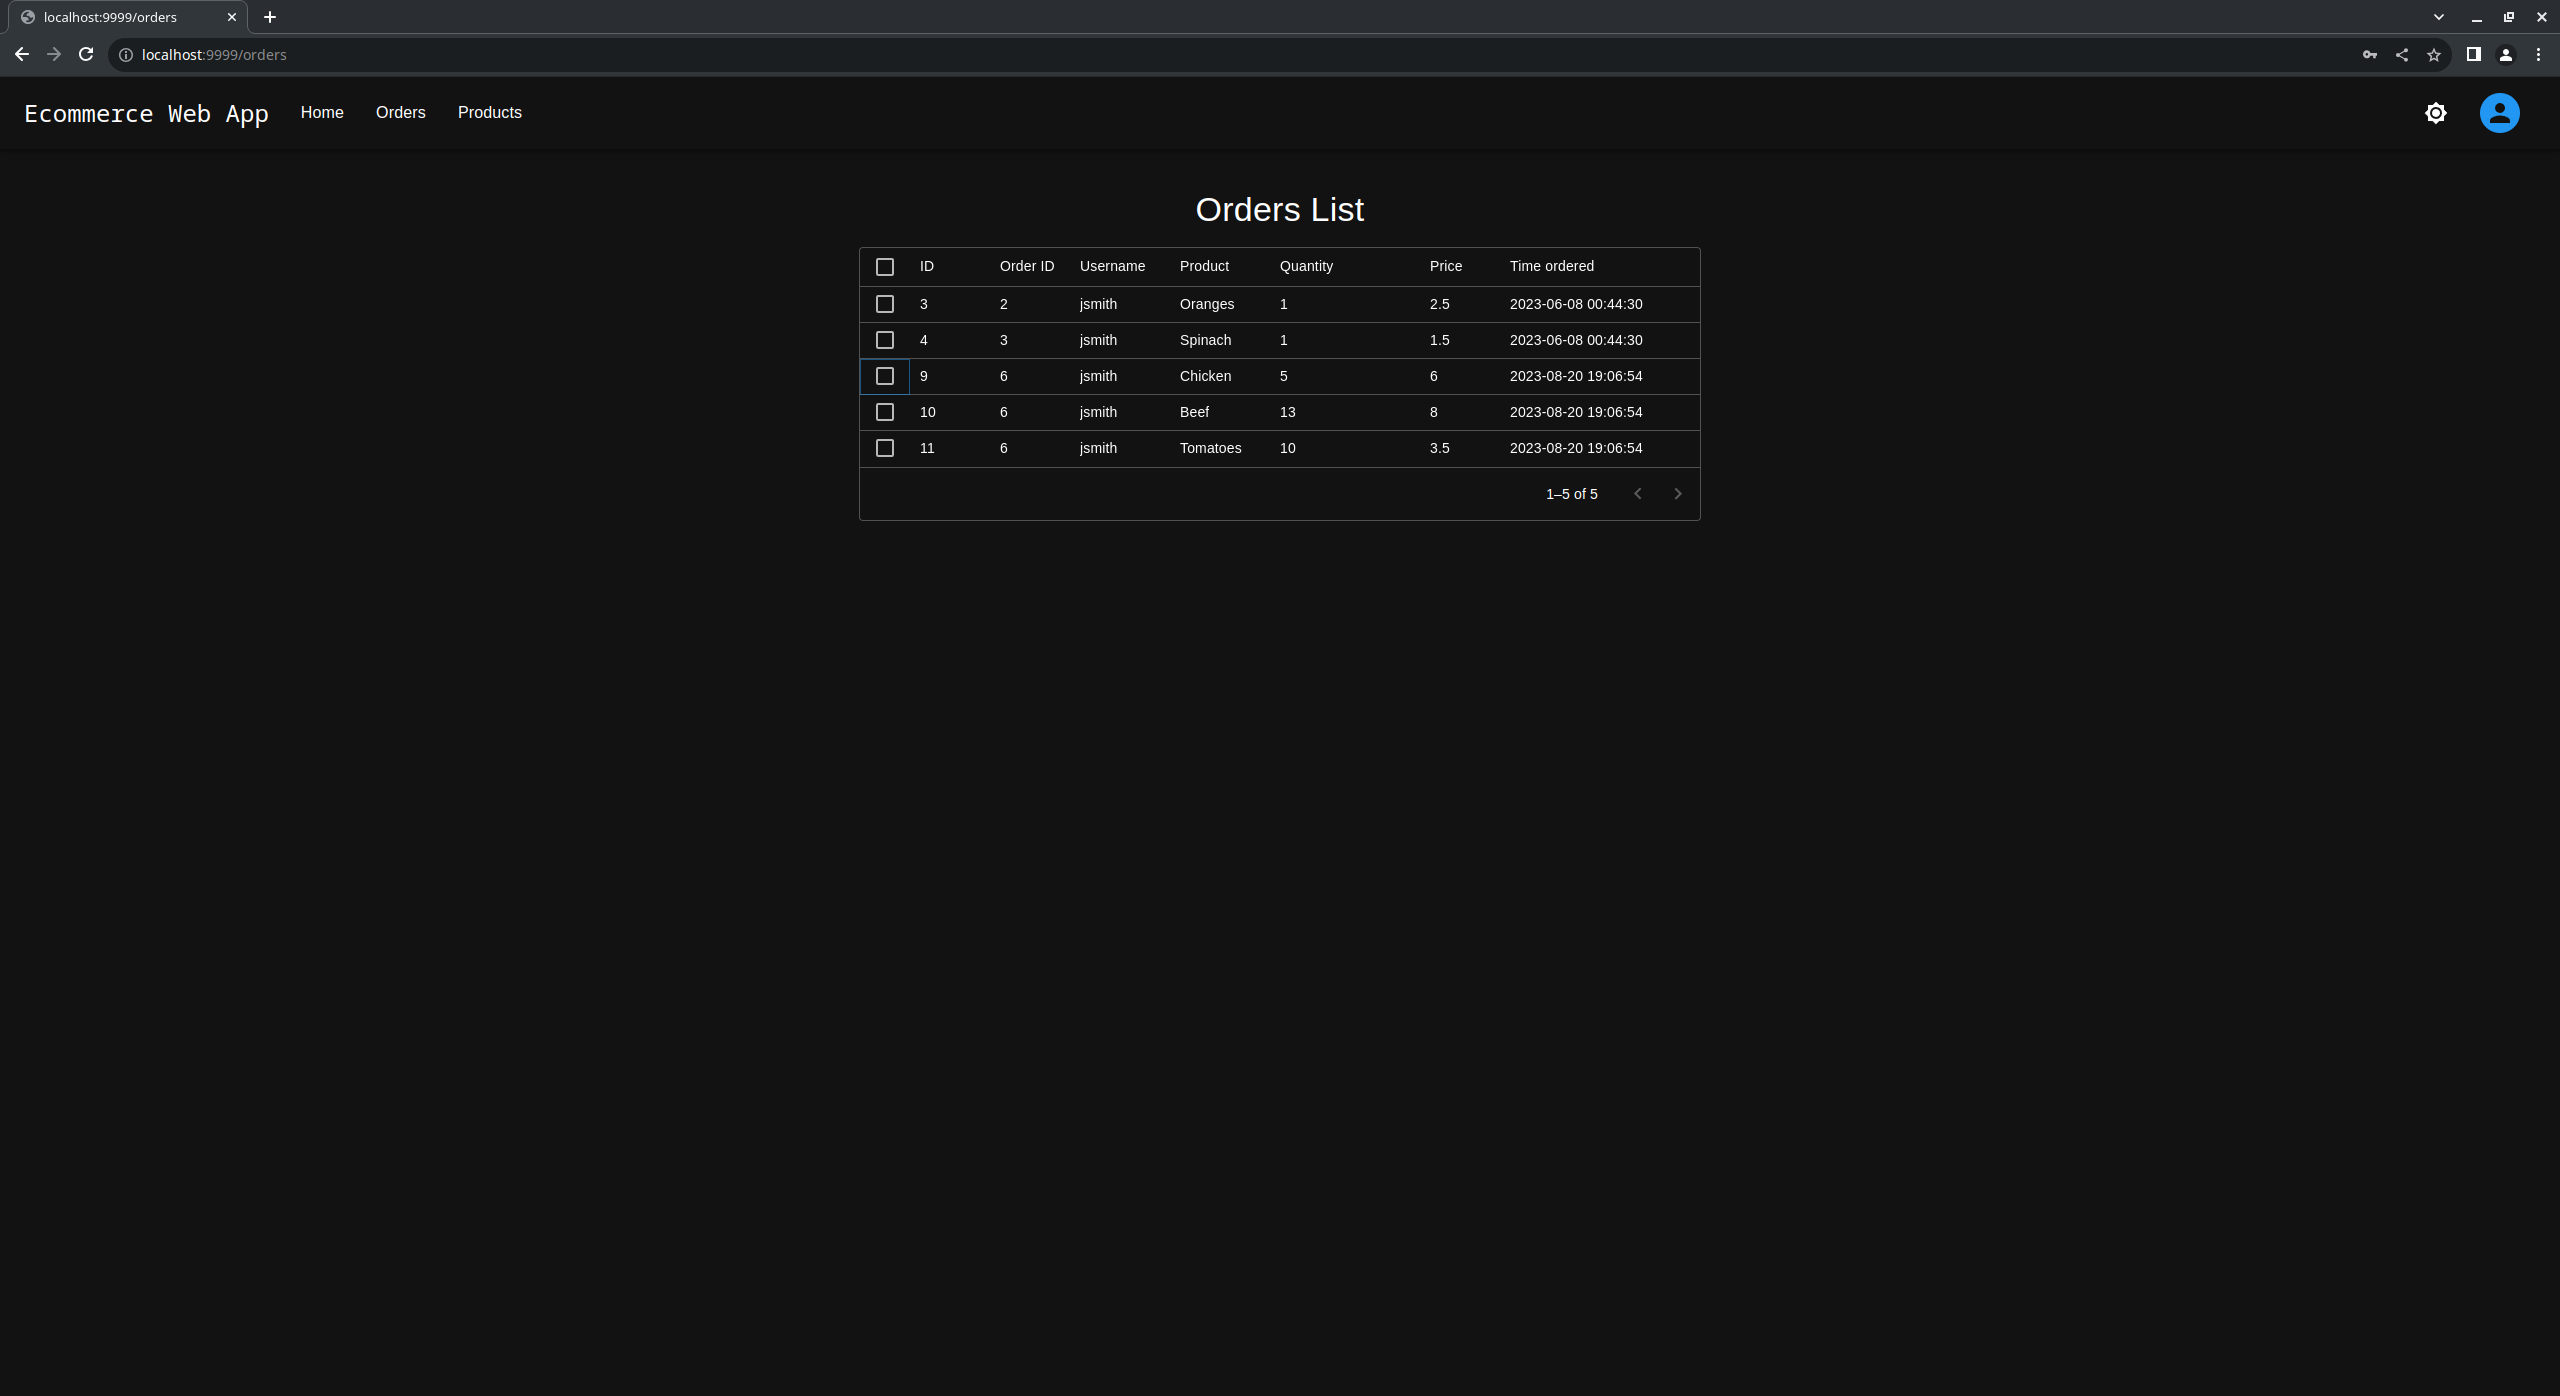 localhost:9999/orders
localhost:9999/orders
Ecommerce Web App Home Orders Products
Orders List
ID Order ID Username Product Quantity Price Time ordered
3 2 jsmith Oranges 1 2.5 2023-06-08 00:44:30
4 3 jsmith Spinach 1 1.5 2023-06-08 00:44:30
9 6 jsmith Chicken 5 6 2023-08-20 19:06:54
10 6 jsmith Beef 13 8 2023-08-20 19:06:54
11 6 jsmith Tomatoes 10 3.5 2023-08-20 19:06:54
1–5 of 5